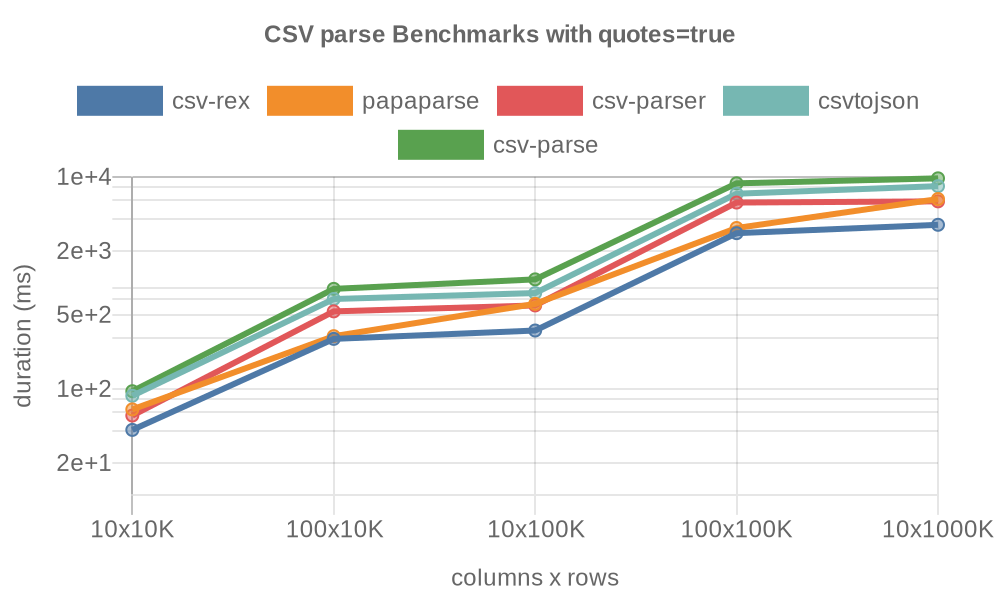 CSV parse Benchmarks with quotes=true
csv-rex papaparse csv-parser csvtojson
csv-parse
1e+4
2e+3
5e+2
1e+2
2e+1
duration (ms)
10x10K 100x10K 10x100K 100x100K 10x1000K
columns x rows